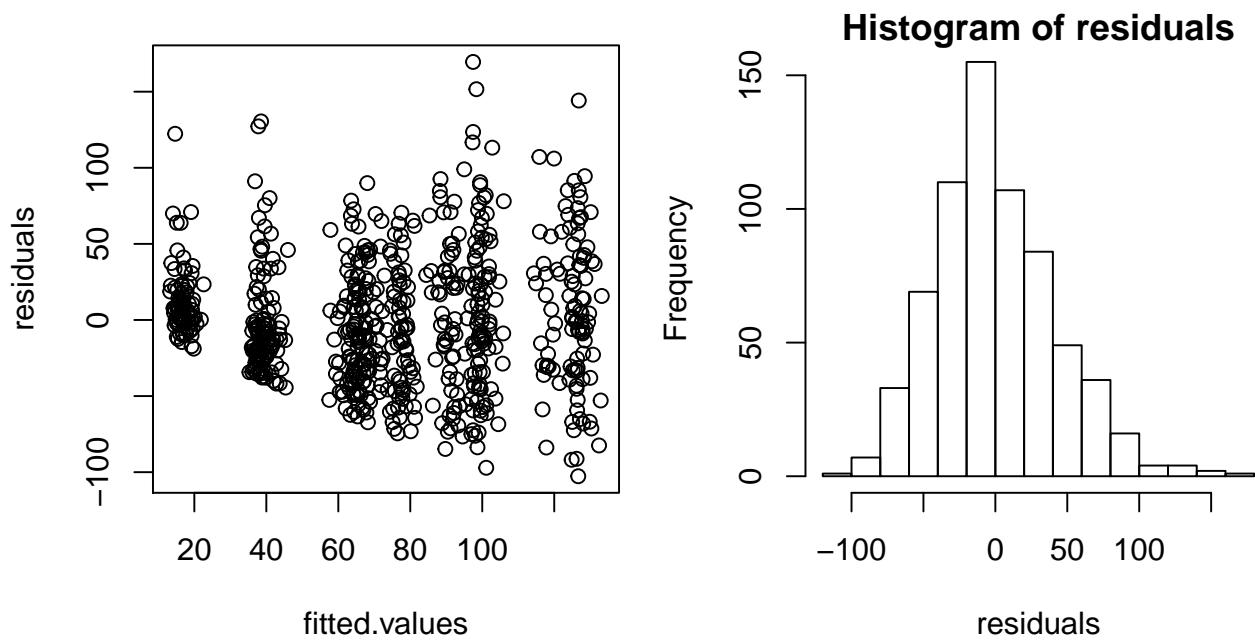 residuals
100
50
0
−100
20 40 60 80 100
fitted.values
Histogram of residuals
Frequency
150
100
50
0
−100 0 50 100
residuals